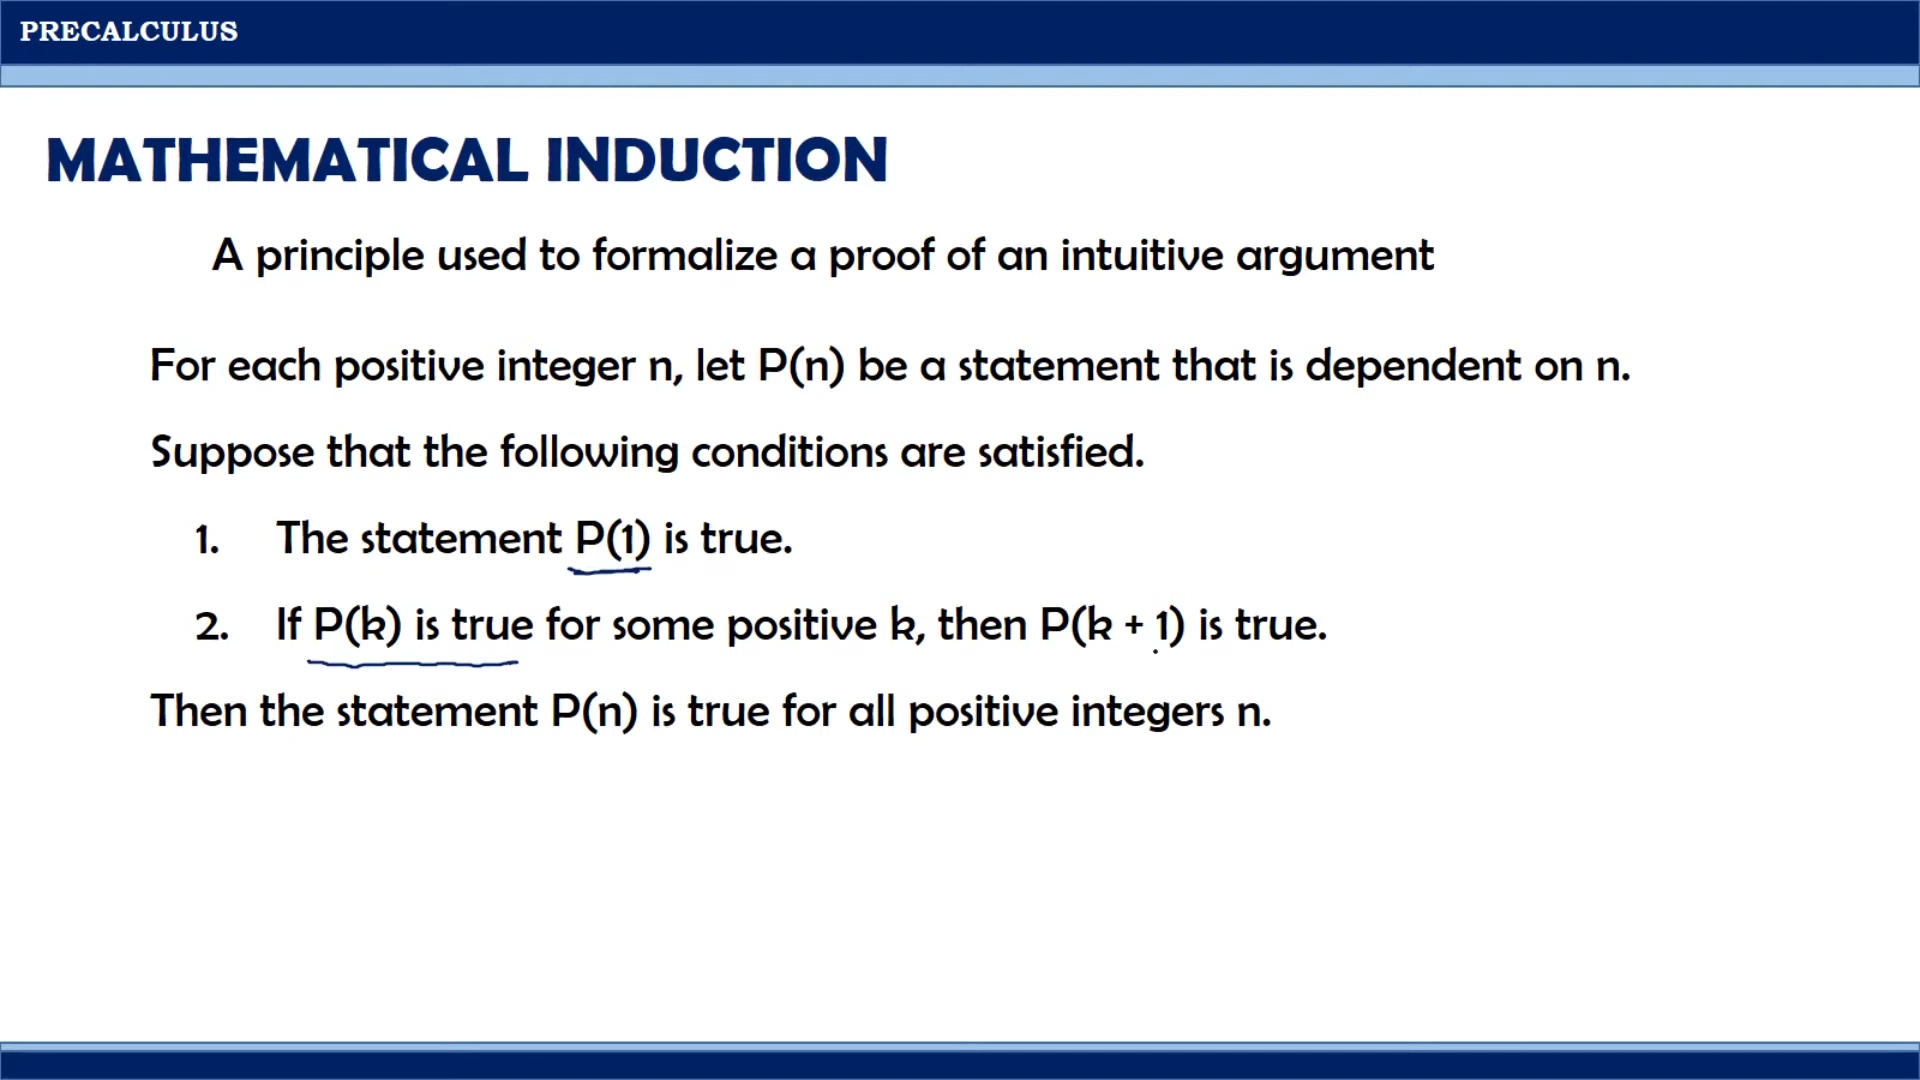 PRECALCULUS
MATHEMATICAL INDUCTION
A principle used to formalize a proof of an intuitive argument
For each positive integer n, let P(n) be a statement that is dependent on n.
Suppose that the following conditions are satisfied.
1. The statement P(1) is true.
2. If P(k) is true for some positive k, then P(k + 1) is true.
Then the statement P(n) is true for all positive integers n.